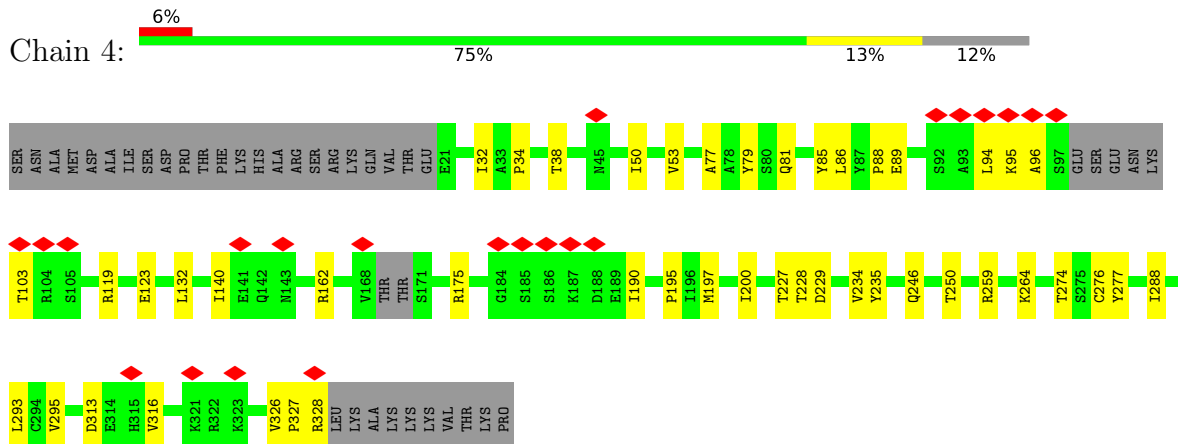 6%
Chain 4:
75% 13% 12%
SER ASN ALA MET ASP ALA ILE SER ASP PRO THR PHE LYS HIS ALA ARG SER ARG LYS GLN VAL THR GLU E21 I32 A33 P34 T38 N45 I50 V53 A77 A78 Y79 S80 Q81 Y85 L86 Y87 P88 E89 S92 A93 L94 K95 A96 S97 GLU SER GLU ASN LYS
T103 R104 S105 R119 E123 L132 I140 E141 Q142 N143 R162 V168 THR THR S171 R175 G184 S185 S186 K187 D188 E189 I190 P195 I196 M197 I200 T227 T228 D229 V234 Y235 Q246 T250 R259 K264 T274 S275 C276 Y277 I288
L293 C294 V295 D313 E314 H315 V316 K321 R322 K323 V326 P327 R328 LEU LYS ALA LYS LYS LYS VAL THR LYS PRO